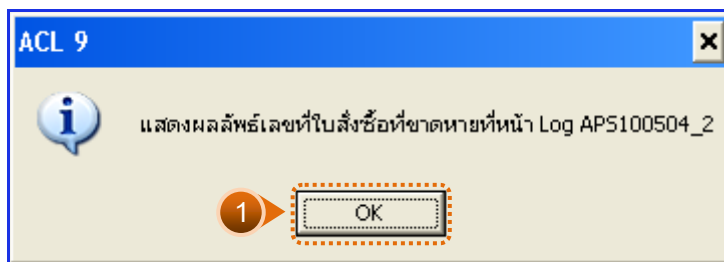 ACL 9
แสดงผลลัพธ์เลขที่ใบสั่งซื้อที่ขาดหายที่หน้า Log APS100504_2
1
OK